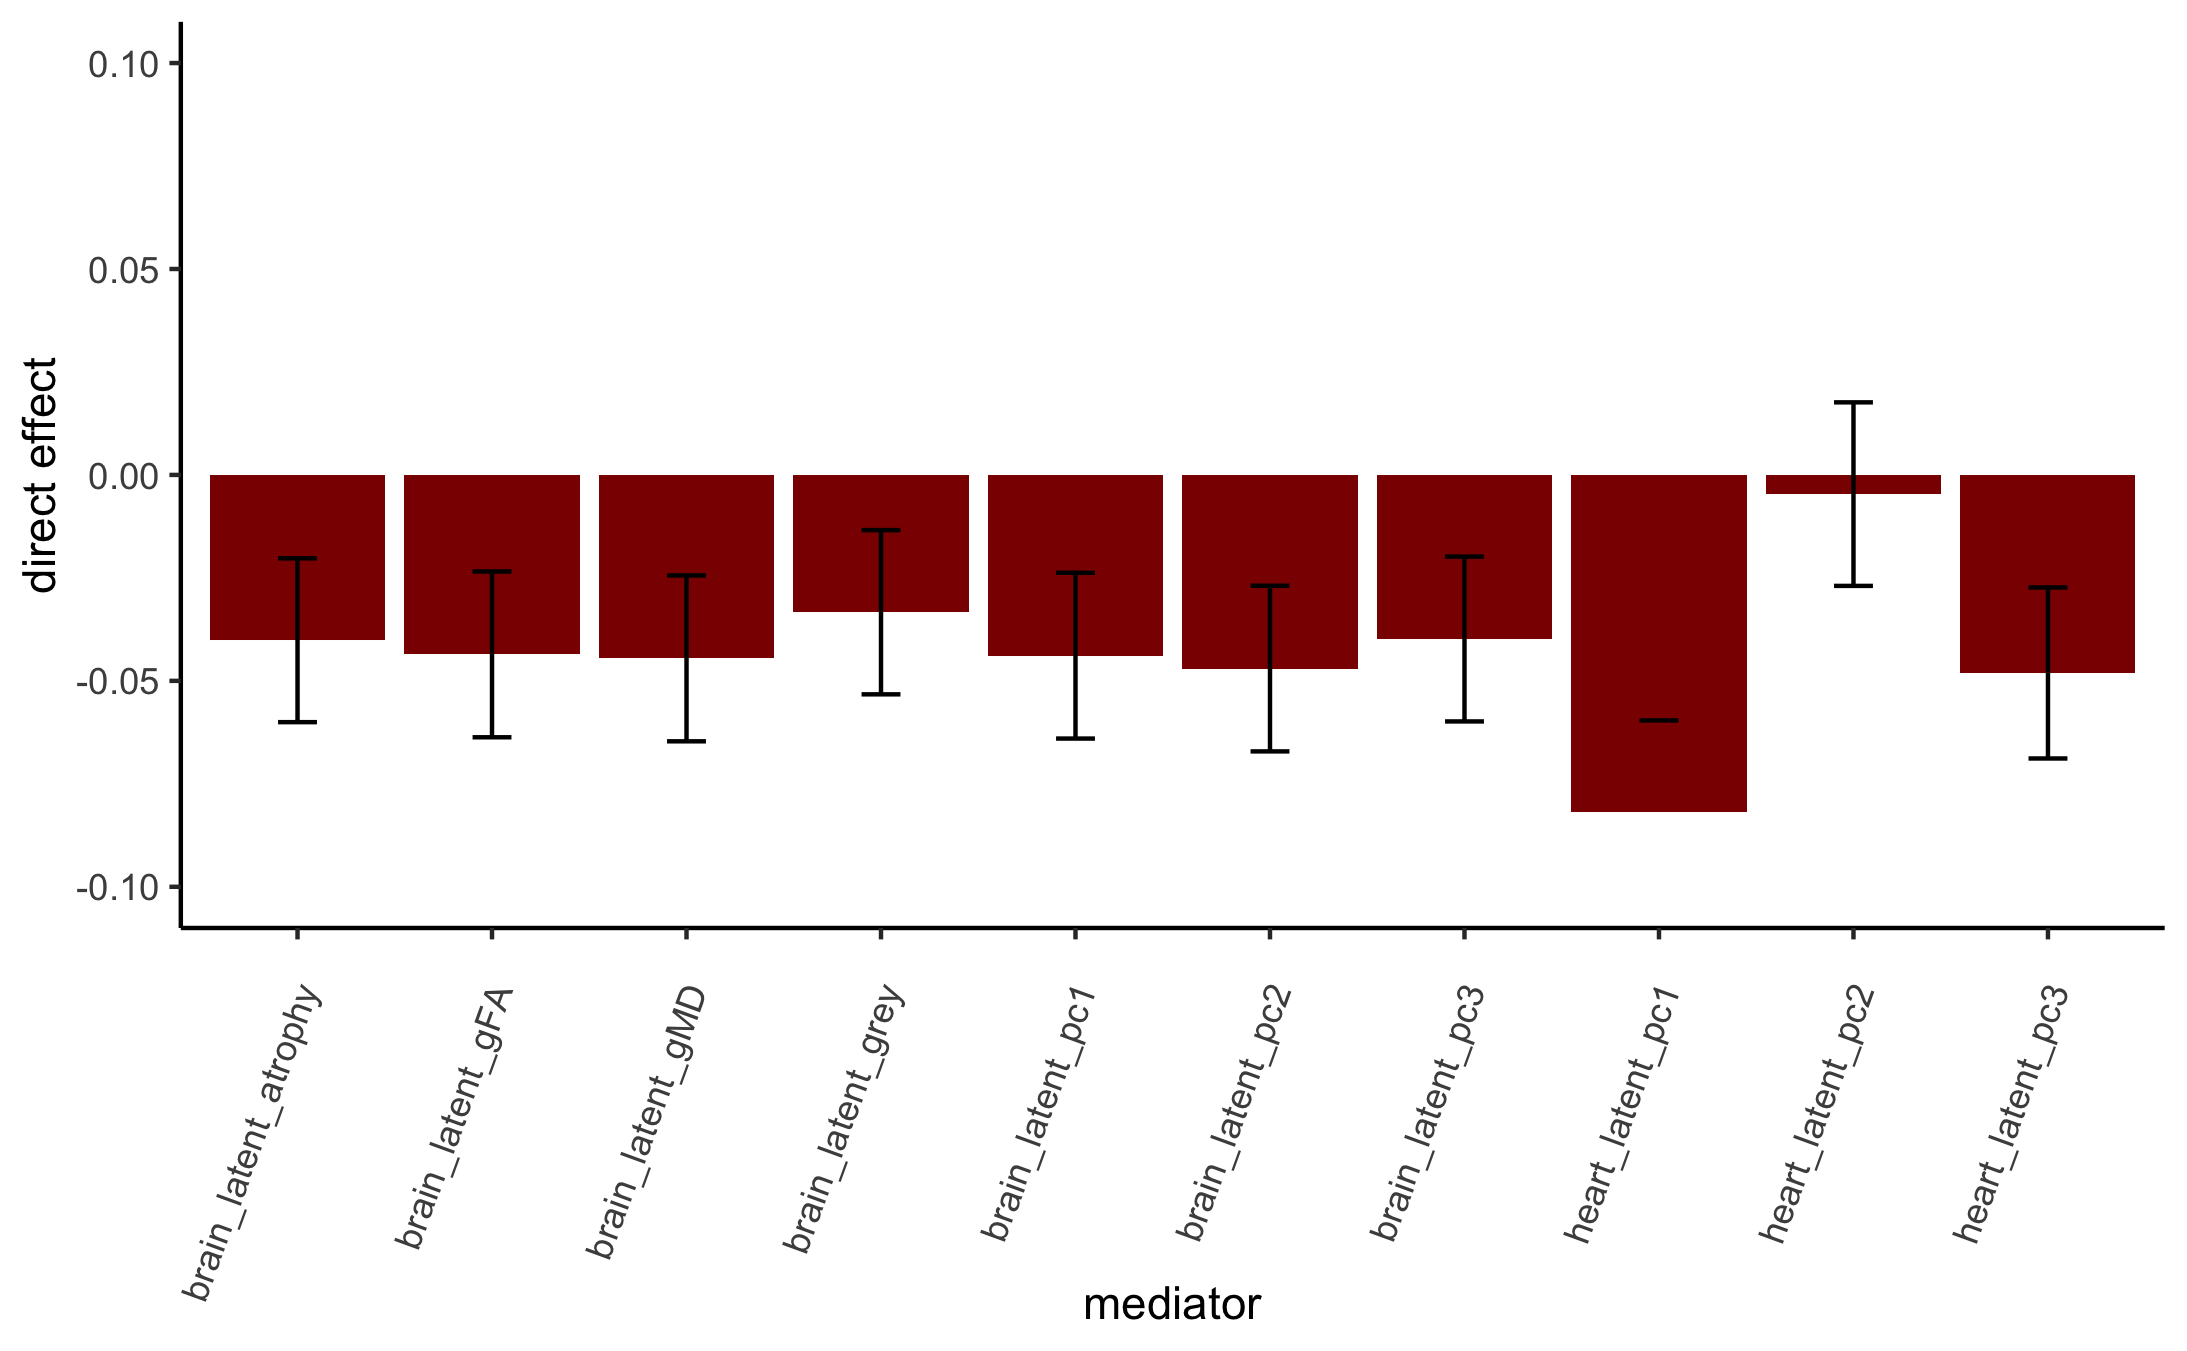 0.10
0.05
0.00
-0.05
-0.10
direct effect
brain_latent_atrophy
brain_latent_gFA
brain_latent_gMD
brain_latent_grey
brain_latent_pc1
brain_latent_pc2
brain_latent_pc3
heart_latent_pc1
heart_latent_pc2
heart_latent_pc3
mediator